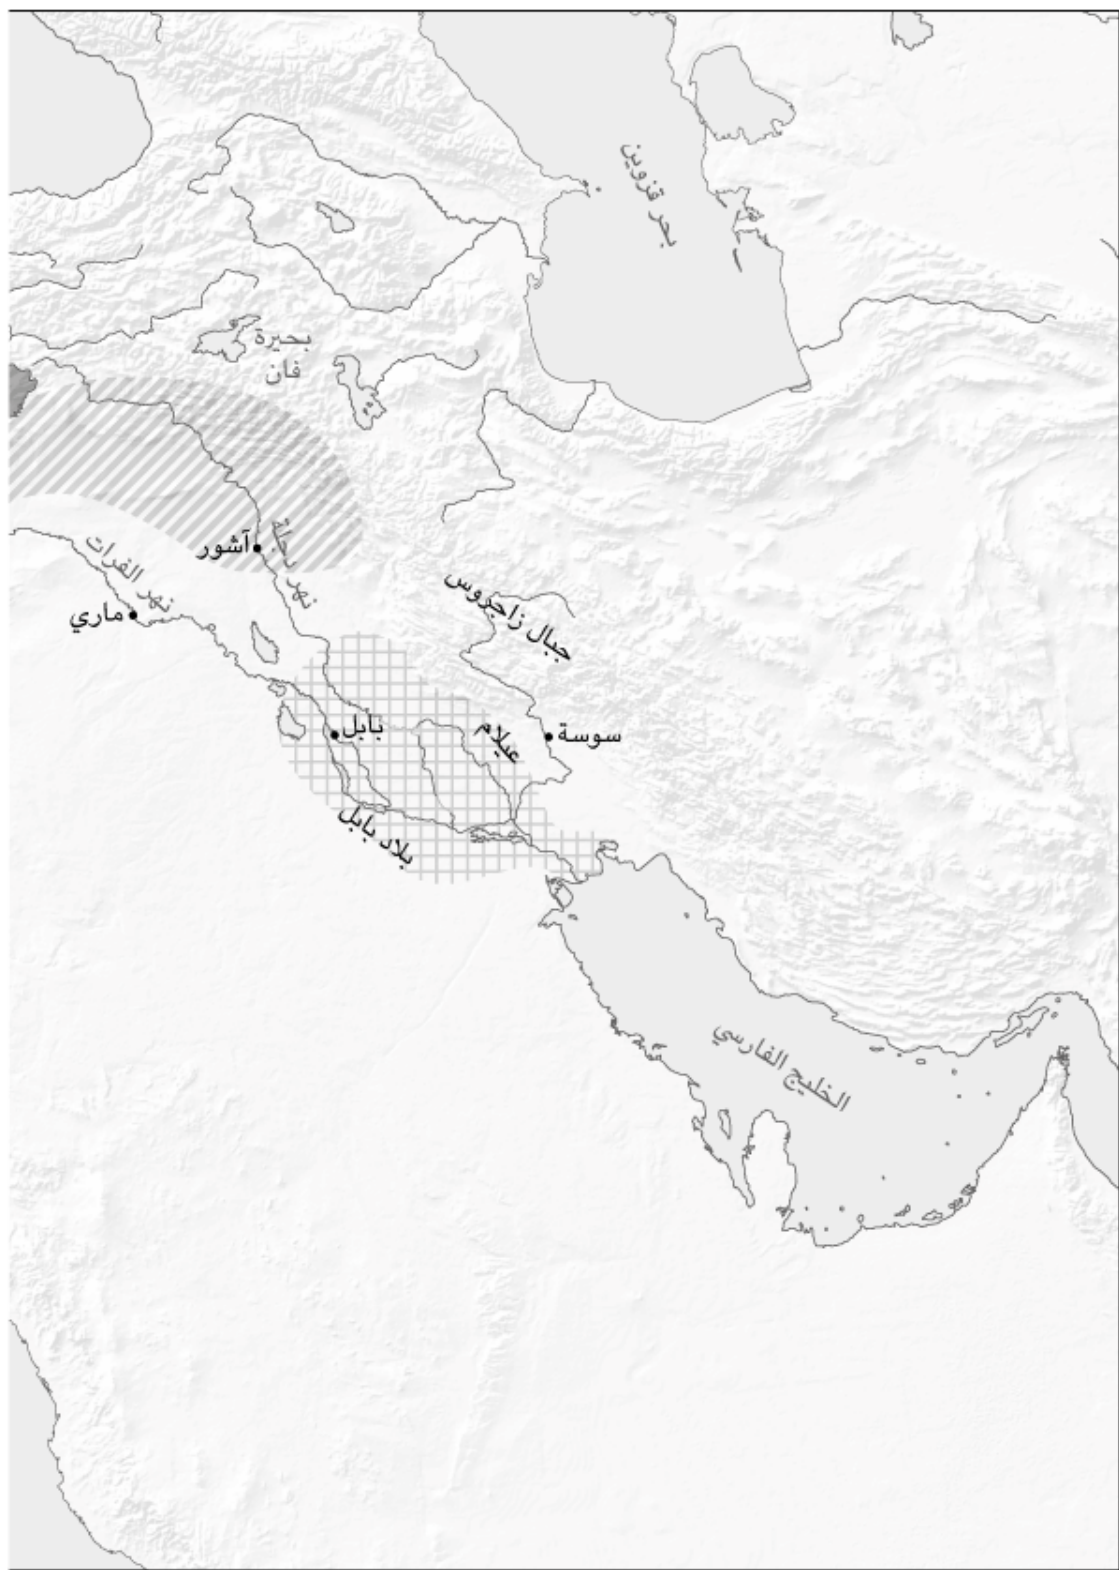 بحر قزوين
بحيرة
فان
نهر دجلة
آشور
نهر الفرات
ماري
جبال زاجروس
بابل
عيلام
سوسة
بلاد بابل
الخليج الفارسي